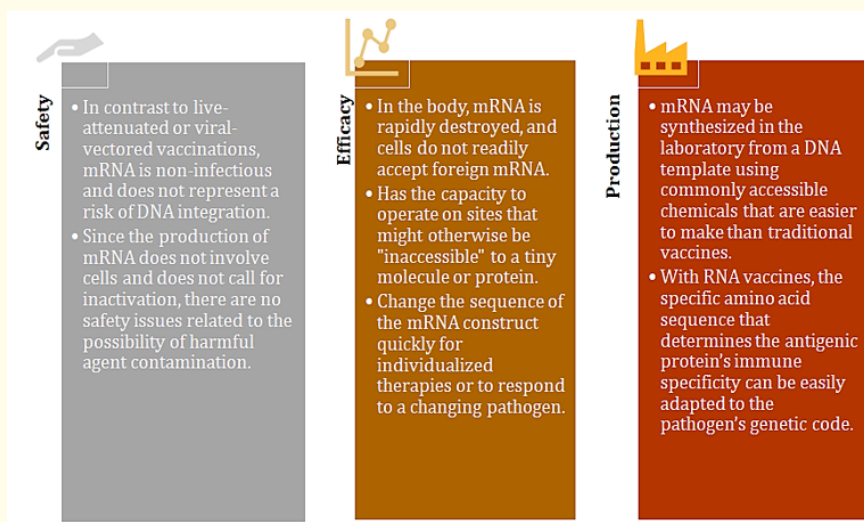 Safety
• In contrast to live-
attenuated or viral-
vectored vaccinations,
mRNA is non-infectious
and does not represent a
risk of DNA integration.
• Since the production of
mRNA does not involve
cells and does not call for
inactivation, there are no
safety issues related to the
possibility of harmful
agent contamination.
Efficacy
• In the body, mRNA is
rapidly destroyed, and
cells do not readily
accept foreign mRNA.
• Has the capacity to
operate on sites that
might otherwise be
"inaccessible" to a tiny
molecule or protein.
• Change the sequence of
the mRNA construct
quickly for
individualized
therapies or to respond
to a changing pathogen.
Production
• mRNA may be
synthesized in the
laboratory from a DNA
template using
commonly accessible
chemicals that are easier
to make than traditional
vaccines.
• With RNA vaccines, the
specific amino acid
sequence that
determines the antigenic
protein's immune
specificity can be easily
adapted to the
pathogen's genetic code.